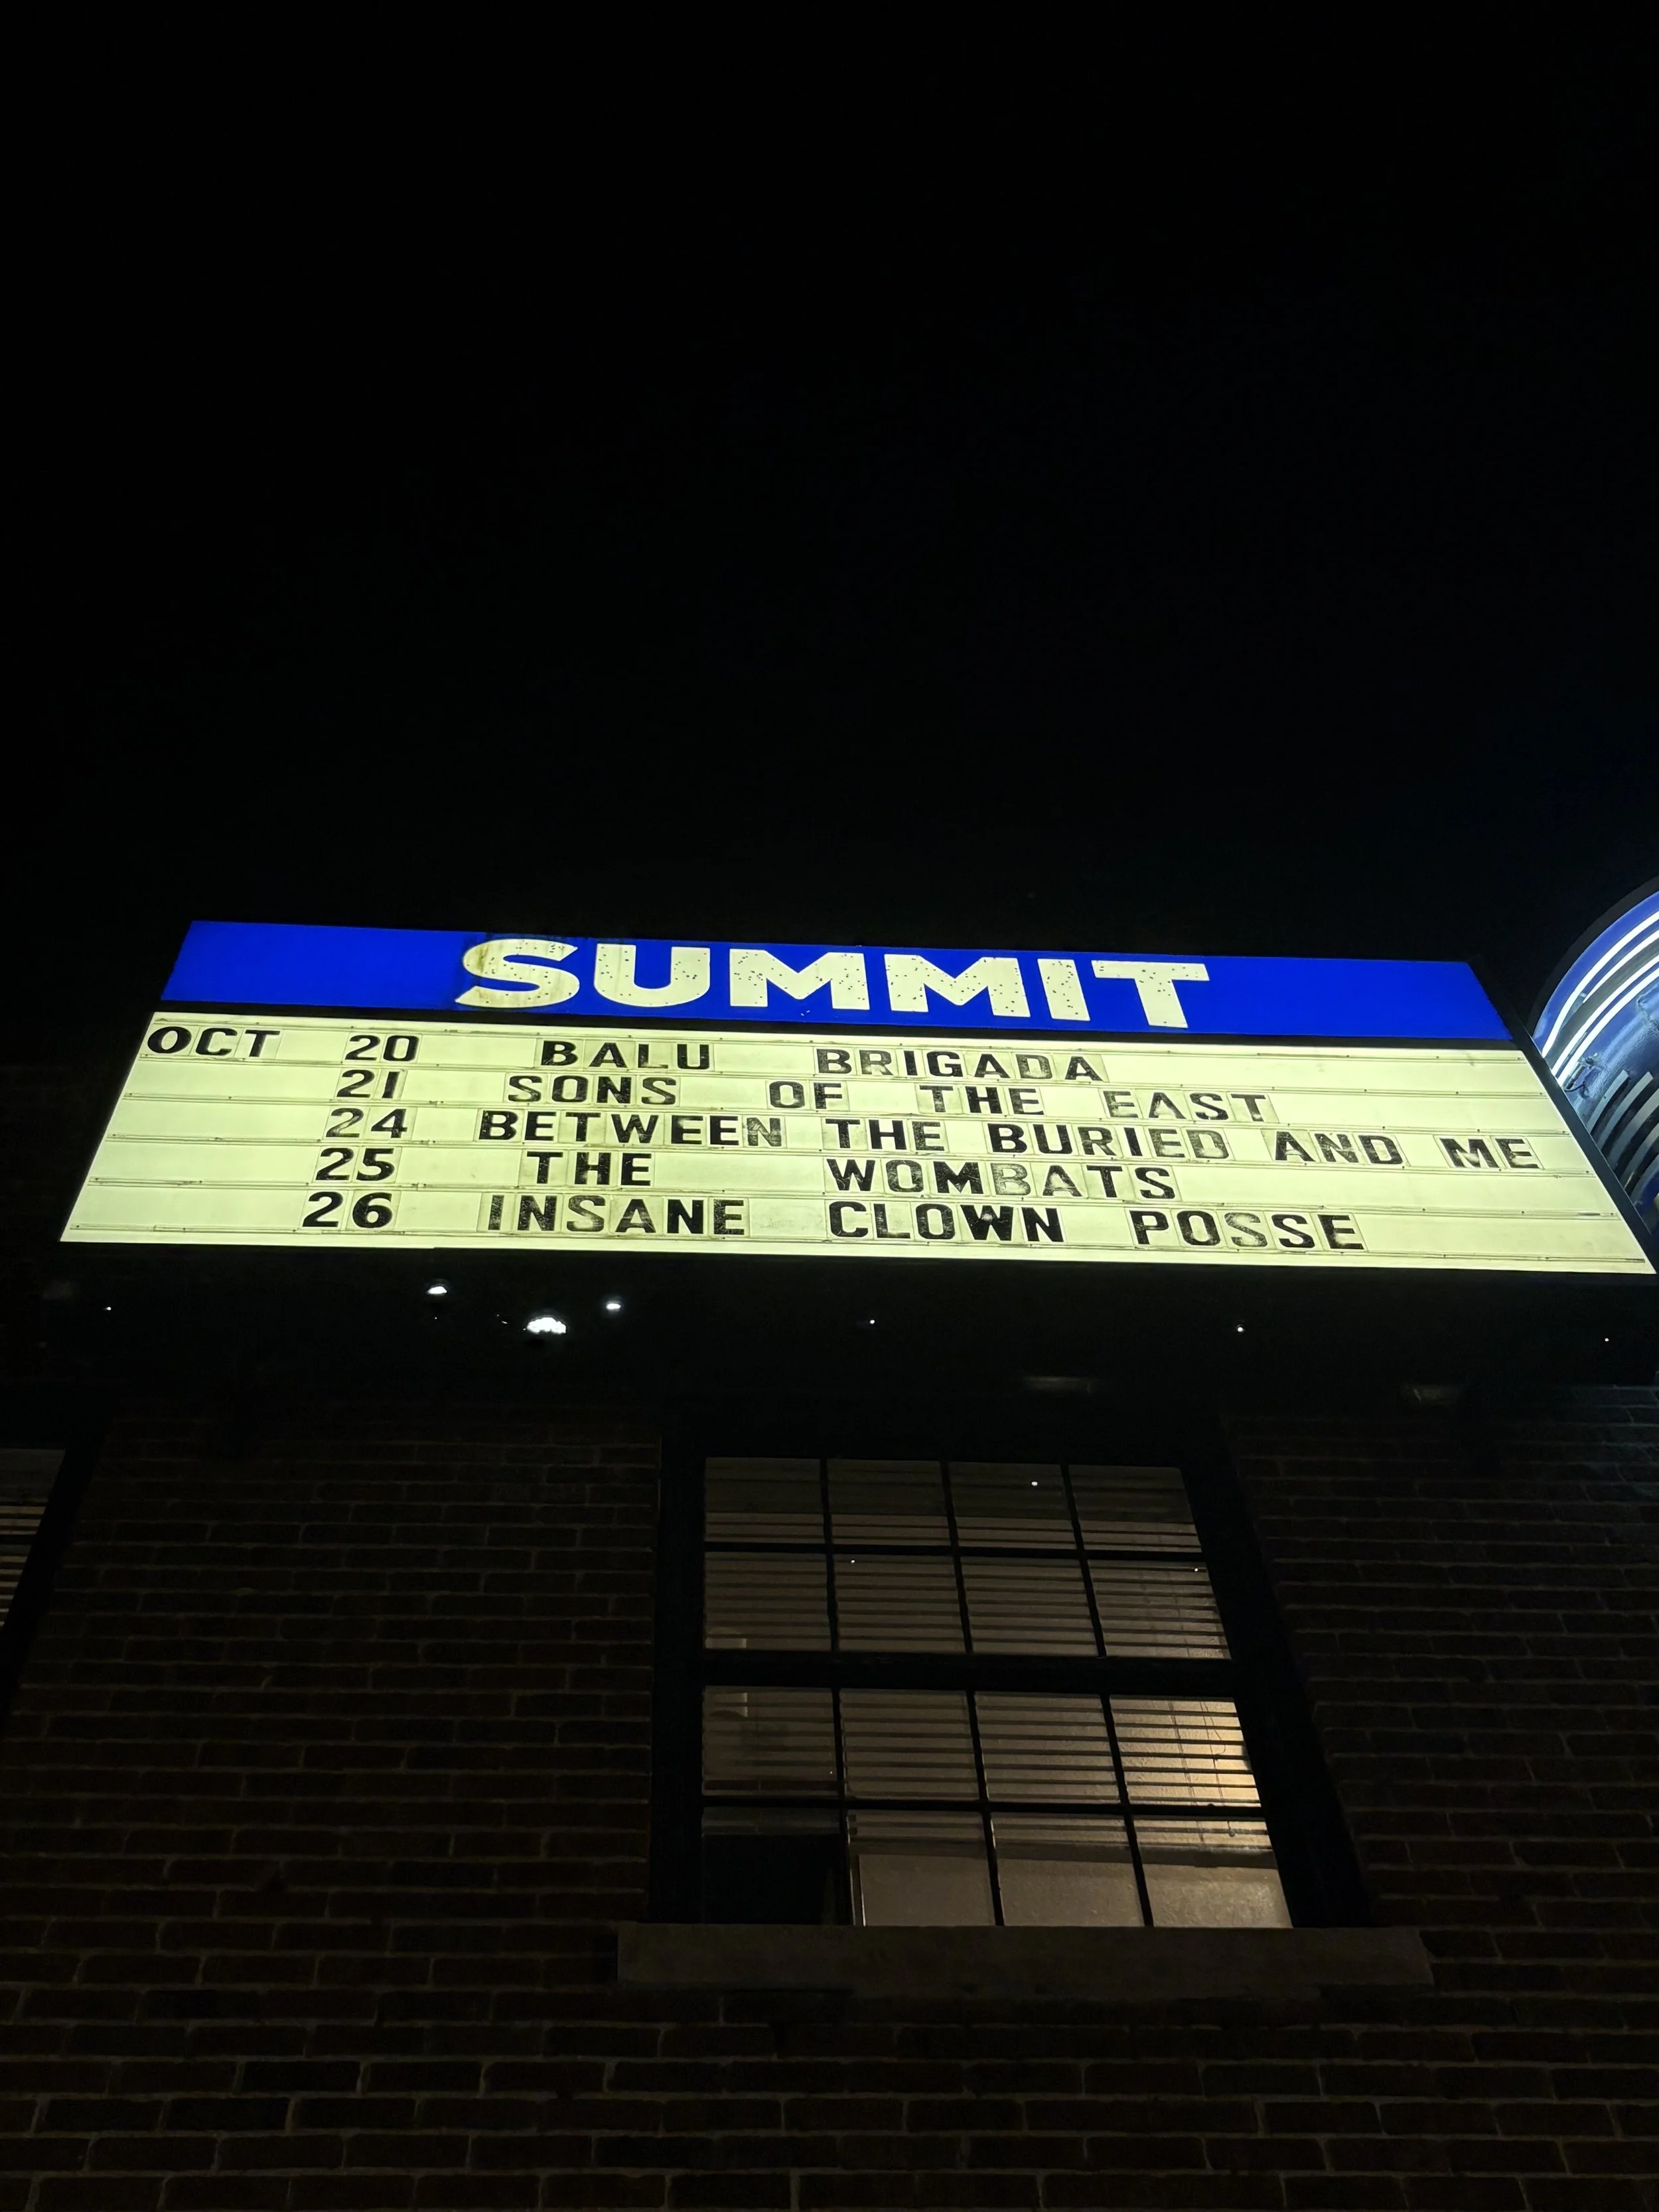 SUMMIT
OCT 20 BALU BRIGADA
21 SONS OF THE EAST
24 BETWEEN THE BURIED AND ME
25 THE WOMBATS
26 INSANE CLOWN POSSE